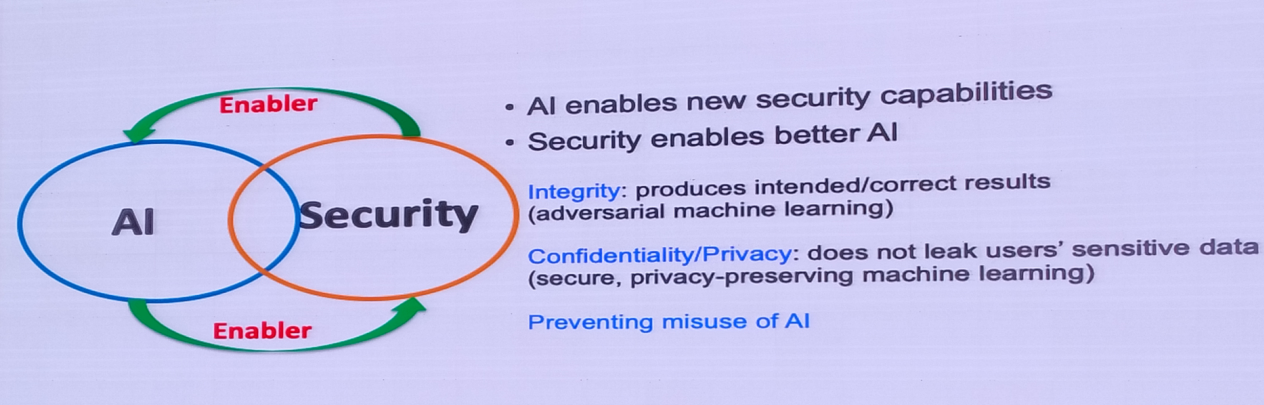 Enabler
AI
Security
Enabler
• AI enables new security capabilities
• Security enables better AI
Integrity: produces intended/correct results
(adversarial machine learning)
Confidentiality/Privacy: does not leak users’ sensitive data
(secure, privacy-preserving machine learning)
Preventing misuse of AI